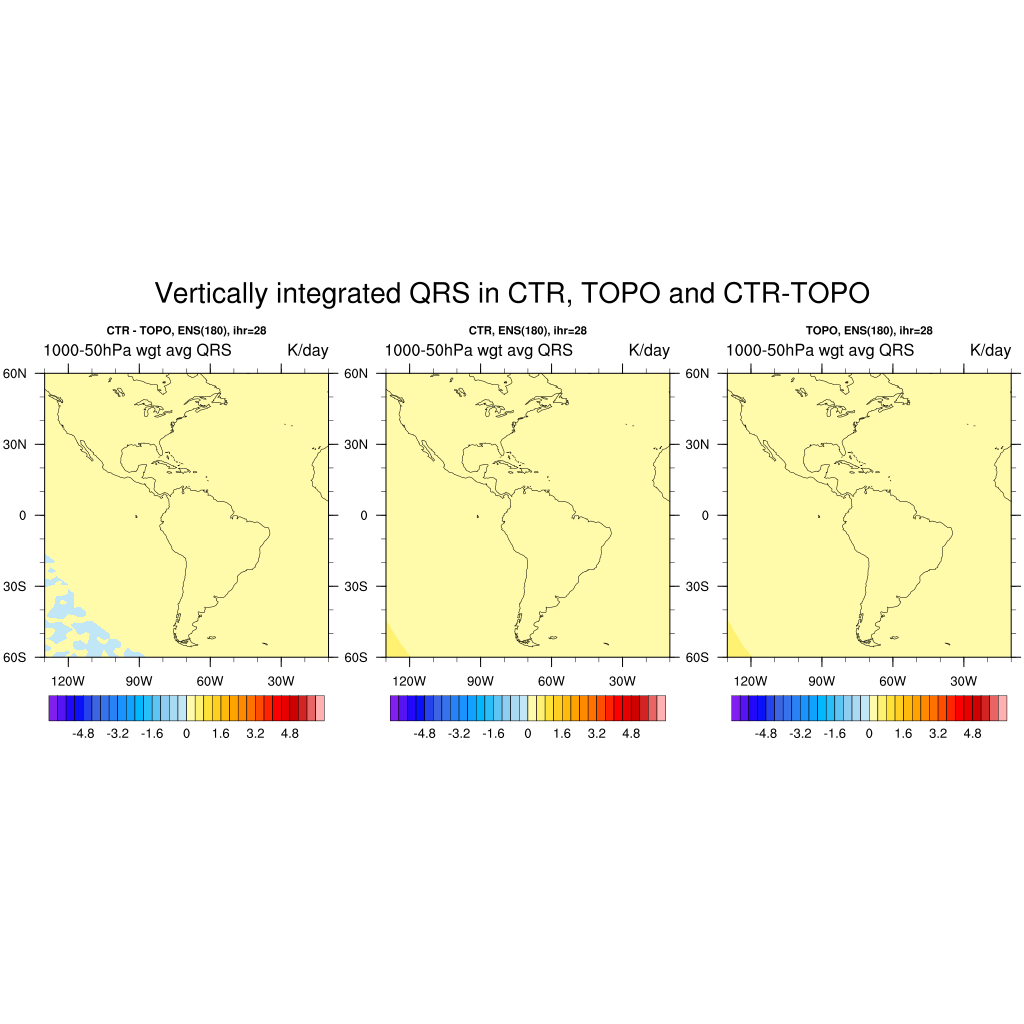 Vertically integrated QRS in CTR, TOPO and CTR-TOPO
CTR - TOPO, ENS(180), ihr=28
1000-50hPa wgt avg QRS K/day
60N
30N
0
30S
60S
120W 90W 60W 30W
-4.8 -3.2 -1.6 0 1.6 3.2 4.8
CTR, ENS(180), ihr=28
1000-50hPa wgt avg QRS K/day
60N
30N
0
30S
60S
120W 90W 60W 30W
-4.8 -3.2 -1.6 0 1.6 3.2 4.8
TOPO, ENS(180), ihr=28
1000-50hPa wgt avg QRS K/day
60N
30N
0
30S
60S
120W 90W 60W 30W
-4.8 -3.2 -1.6 0 1.6 3.2 4.8